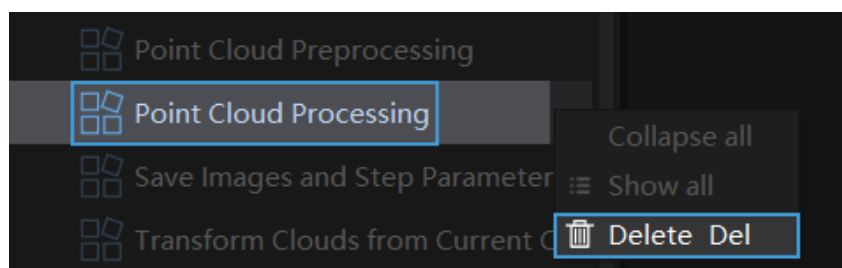 Point Cloud Preprocessing
Point Cloud Processing
Collapse all
Save Images and Step Parameter
Show all
Transform Clouds from Current
Delete Del